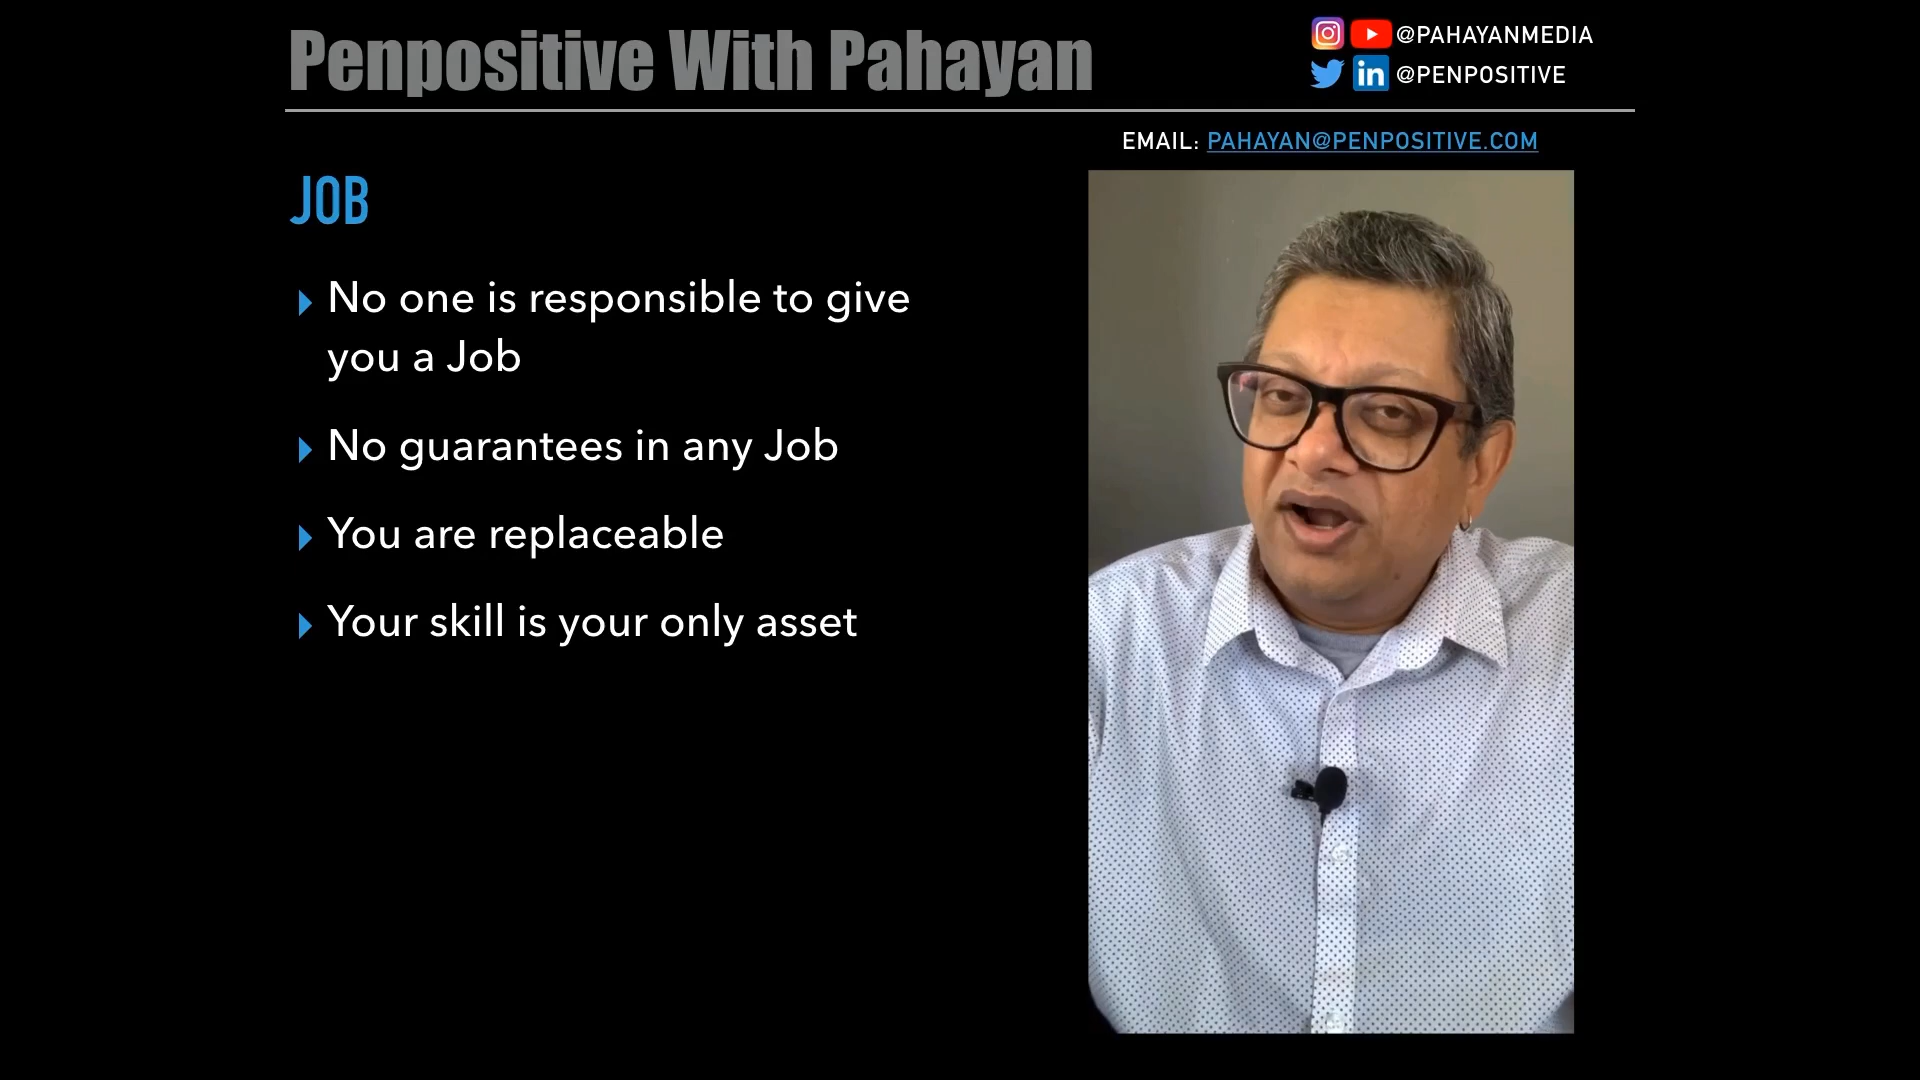 Penpositive With Pahayan
@PAHAYANMEDIA
@PENPOSITIVE
EMAIL: PAHAYAN@PENPOSITIVE.COM
JOB
No one is responsible to give
you a Job
No guarantees in any Job
You are replaceable
Your skill is your only asset